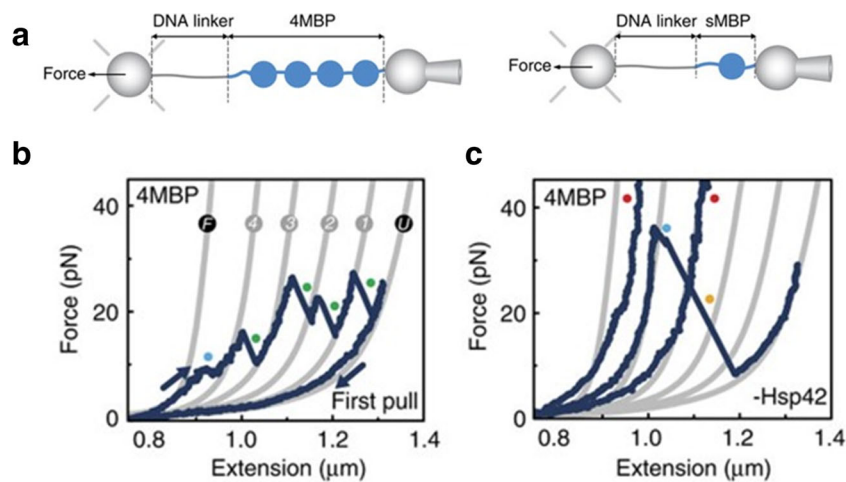 a
DNA linker 4MBP
Force
DNA linker sMBP
Force
b
4MBP
F 4 3 2 1 U
First pull
40
20
0
Force (pN)
0.8 1.0 1.2 1.4
Extension (μm)
c
4MBP
-Hsp42
40
20
0
Force (pN)
0.8 1.0 1.2 1.4
Extension (μm)